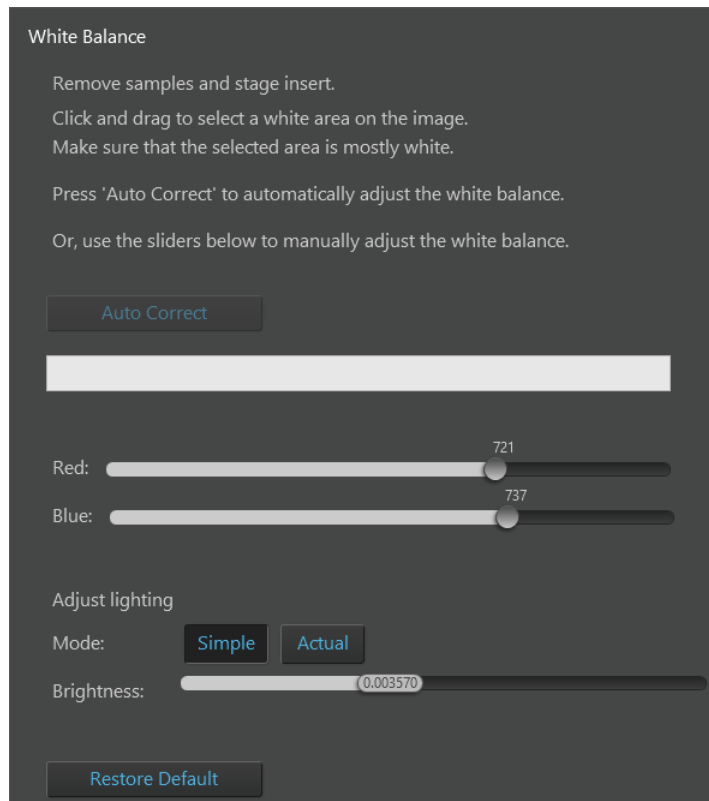 White Balance
Remove samples and stage insert.
Click and drag to select a white area on the image.
Make sure that the selected area is mostly white.
Press 'Auto Correct' to automatically adjust the white balance.
Or, use the sliders below to manually adjust the white balance.
Auto Correct
721
Red:
737
Blue:
Adjust lighting
Mode: Simple Actual
Brightness: 0.003570
Restore Default